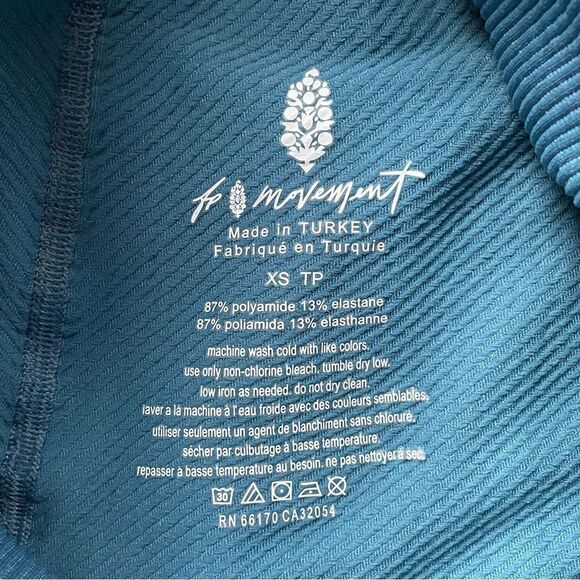 fp movement
Made in TURKEY
Fabriqué en Turquie
XS TP
87% polyamide 13% elastane
87% poliamida 13% elasthanne
machine wash cold with like colors.
use only non-chlorine bleach. tumble dry low.
low iron as needed. do not dry clean.
laver a là machine à l'eau froide avec des couleurs semblables.
utiliser seulement un agent de blanchiment sans chlorure.
sécher par culbutage à basse temperature.
repasser à basse temperature au besoin. ne pas nettoyer à sec.
30
RN 66170 CA32054